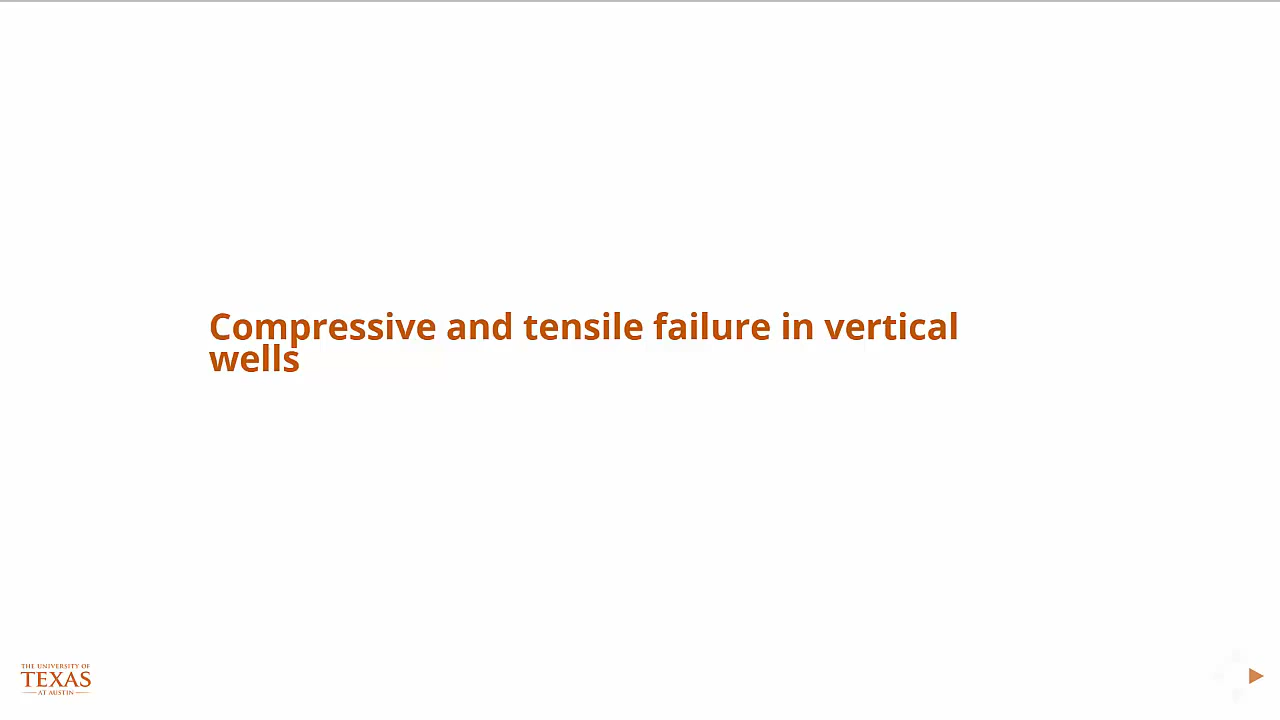 Compressive and tensile failure in vertical
wells
THE UNIVERSITY OF
TEXAS
AT AUSTIN